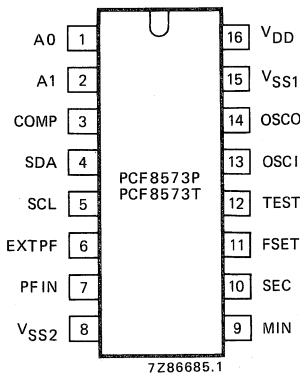 A0 1 16 VDD
A1 2 15 VSS1
COMP 3 14 OSCO
SDA 4 13 OSCI
PCF8573P
PCF8573T
SCL 5 12 TEST
EXTPF 6 11 FSET
PFIN 7 10 SEC
VSS2 8 9 MIN
7Z86685.1